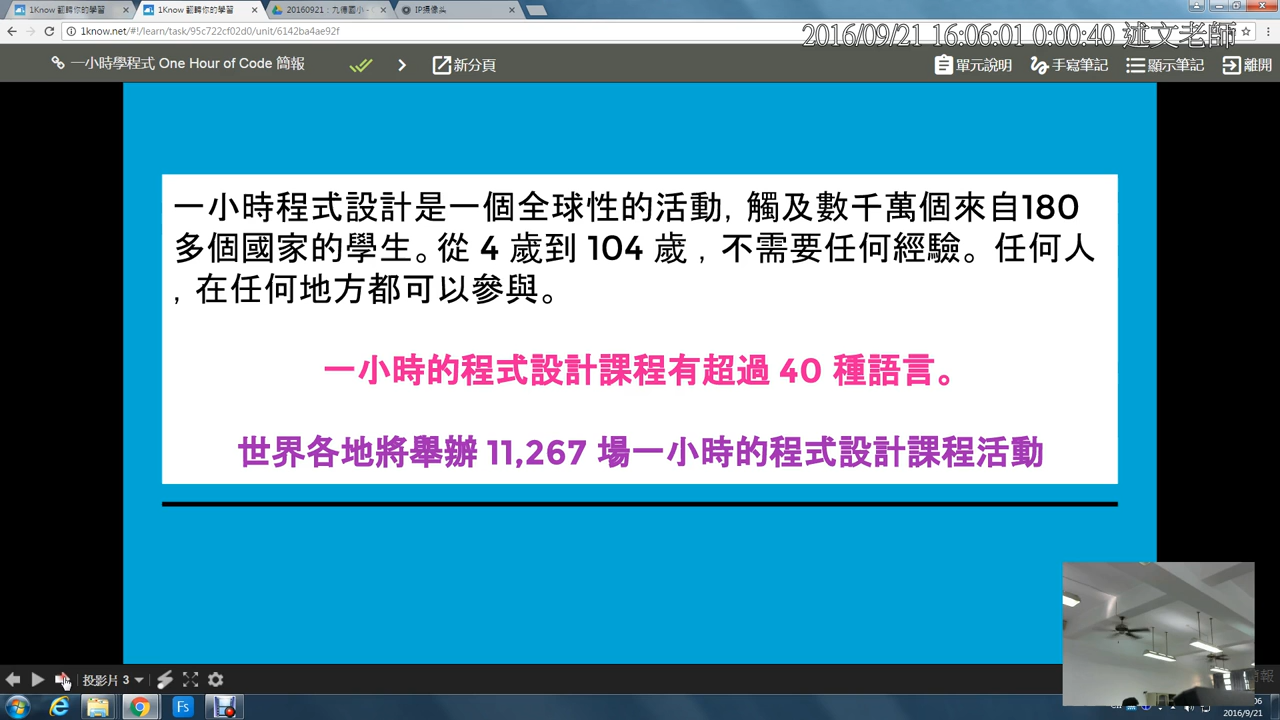 1Know 翻歸你的學習
1Know 翻歸你的學習
20160921：九德國小 -
IP摄像头
1know.net/#!/learn/task/95c722cf02d0/unit/6142ba4ae92f
2016/09/21 16:06:01 0:00:40 述文老師
一小時學程式 One Hour of Code 簡報
新分頁
單元說明
手寫筆記
顯示筆記
離開
一小時程式設計是一個全球性的活動, 觸及數千萬個來自180
多個國家的學生。從 4 歲到 104 歲 , 不需要任何經驗。任何人
, 在任何地方都可以參與。
一小時的程式設計課程有超過 40 種語言。
世界各地將舉辦 11,267 場一小時的程式設計課程活動
投影片 3
Fs
2016/9/21